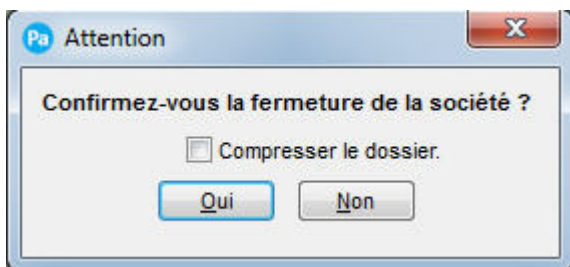 Pa Attention
Confirmez-vous la fermeture de la société ?
Compresser le dossier.
Oui Non